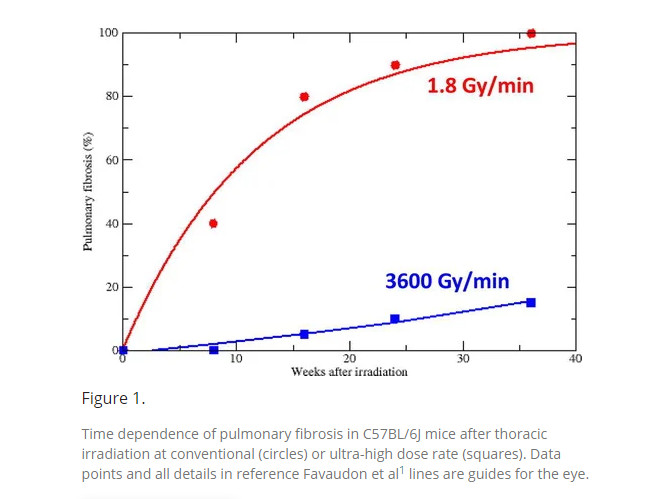 100
80
60
40
20
0
0
10
20
30
40
Pulmonary fibrosis (%)
1.8 Gy/min
3600 Gy/min
Weeks after irradiation
Figure 1.
Time dependence of pulmonary fibrosis in C57BL/6J mice after thoracic
irradiation at conventional (circles) or ultra-high dose rate (squares). Data
points and all details in reference Favaudon et al1 lines are guides for the eye.